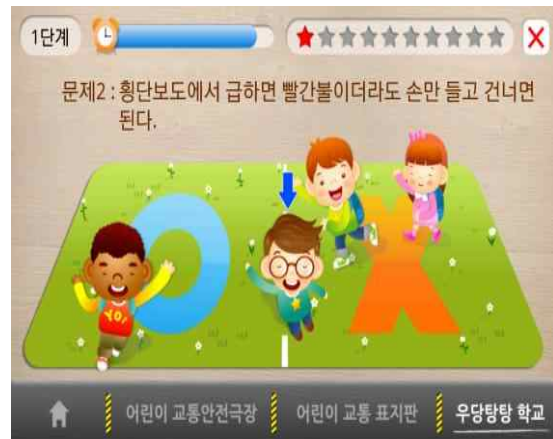 1단계
문제2 : 횡단보도에서 급하면 빨간불이더라도 손만 들고 건너면
된다.
O X
YO!
어린이 교통안전극장 어린이 교통 표지판 우당탕탕 학교